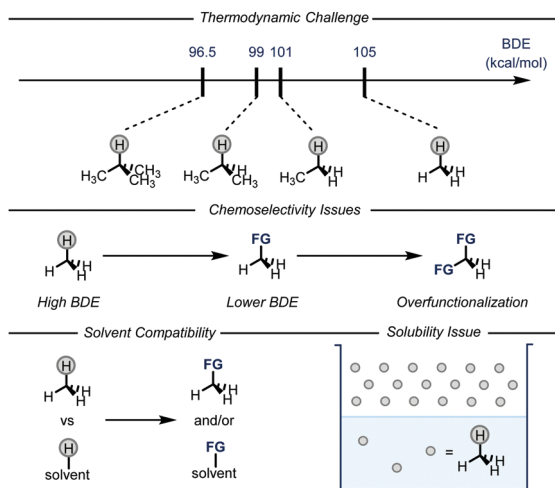 Thermodynamic Challenge
96.5 99 101 105 BDE
(kcal/mol)
H H H H
H3C CH3 CH3 H3C H CH3 H3C H H H H H
Chemoselectivity Issues
H FG FG
H H H H H H FG H H
High BDE Lower BDE Overfunctionalization
Solvent Compatibility Solubility Issue
H FG
H H H H H H
vs and/or
H FG = H
H H H
solvent solvent